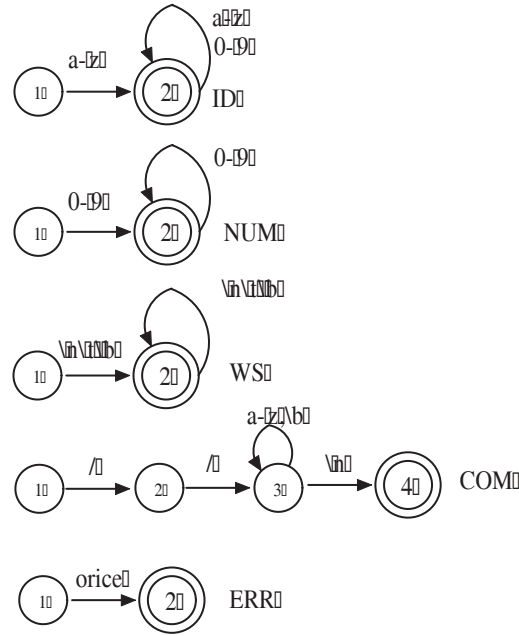 a-z
0-9
a-z
1
2
ID
0-9
0-9
1
2
NUM
\n\t\b
\n\t\b
1
2
WS
a-z,\b
/
/
\n
1
2
3
4
COM
orice
1
2
ERR